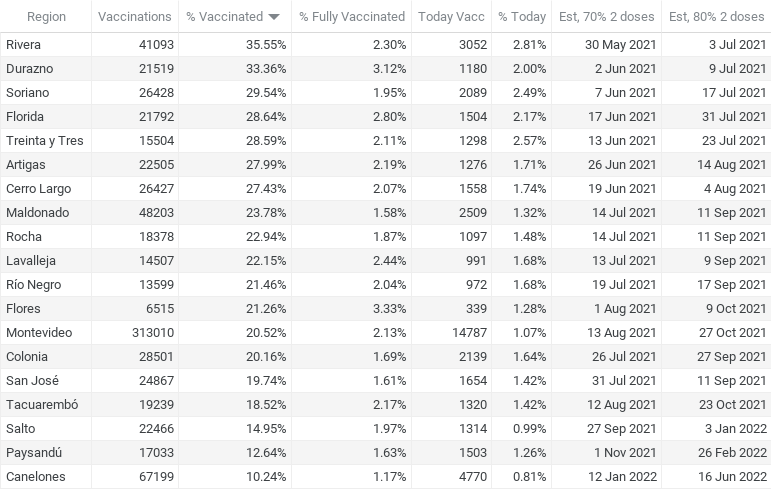 Region Vaccinations % Vaccinated % Fully Vaccinated Today Vacc % Today Est, 70% 2 doses Est, 80% 2 doses
Rivera 41093 35.55% 2.30% 3052 2.81% 30 May 2021 3 Jul 2021
Durazno 21519 33.36% 3.12% 1180 2.00% 2 Jun 2021 9 Jul 2021
Soriano 26428 29.54% 1.95% 2089 2.49% 7 Jun 2021 17 Jul 2021
Florida 21792 28.64% 2.80% 1504 2.17% 17 Jun 2021 31 Jul 2021
Treinta y Tres 15504 28.59% 2.11% 1298 2.57% 13 Jun 2021 23 Jul 2021
Artigas 22505 27.99% 2.19% 1276 1.71% 26 Jun 2021 14 Aug 2021
Cerro Largo 26427 27.43% 2.07% 1558 1.74% 19 Jun 2021 4 Aug 2021
Maldonado 48203 23.78% 1.58% 2509 1.32% 14 Jul 2021 11 Sep 2021
Rocha 18378 22.94% 1.87% 1097 1.48% 14 Jul 2021 11 Sep 2021
Lavalleja 14507 22.15% 2.44% 991 1.68% 13 Jul 2021 9 Sep 2021
Río Negro 13599 21.46% 2.04% 972 1.68% 19 Jul 2021 17 Sep 2021
Flores 6515 21.26% 3.33% 339 1.28% 1 Aug 2021 9 Oct 2021
Montevideo 313010 20.52% 2.13% 14787 1.07% 13 Aug 2021 27 Oct 2021
Colonia 28501 20.16% 1.69% 2139 1.64% 26 Jul 2021 27 Sep 2021
San José 24867 19.74% 1.61% 1654 1.42% 31 Jul 2021 11 Sep 2021
Tacuarembó 19239 18.52% 2.17% 1320 1.42% 12 Aug 2021 23 Oct 2021
Salto 22466 14.95% 1.97% 1314 0.99% 27 Sep 2021 3 Jan 2022
Paysandú 17033 12.64% 1.63% 1503 1.26% 1 Nov 2021 26 Feb 2022
Canelones 67199 10.24% 1.17% 4770 0.81% 12 Jan 2022 16 Jun 2022